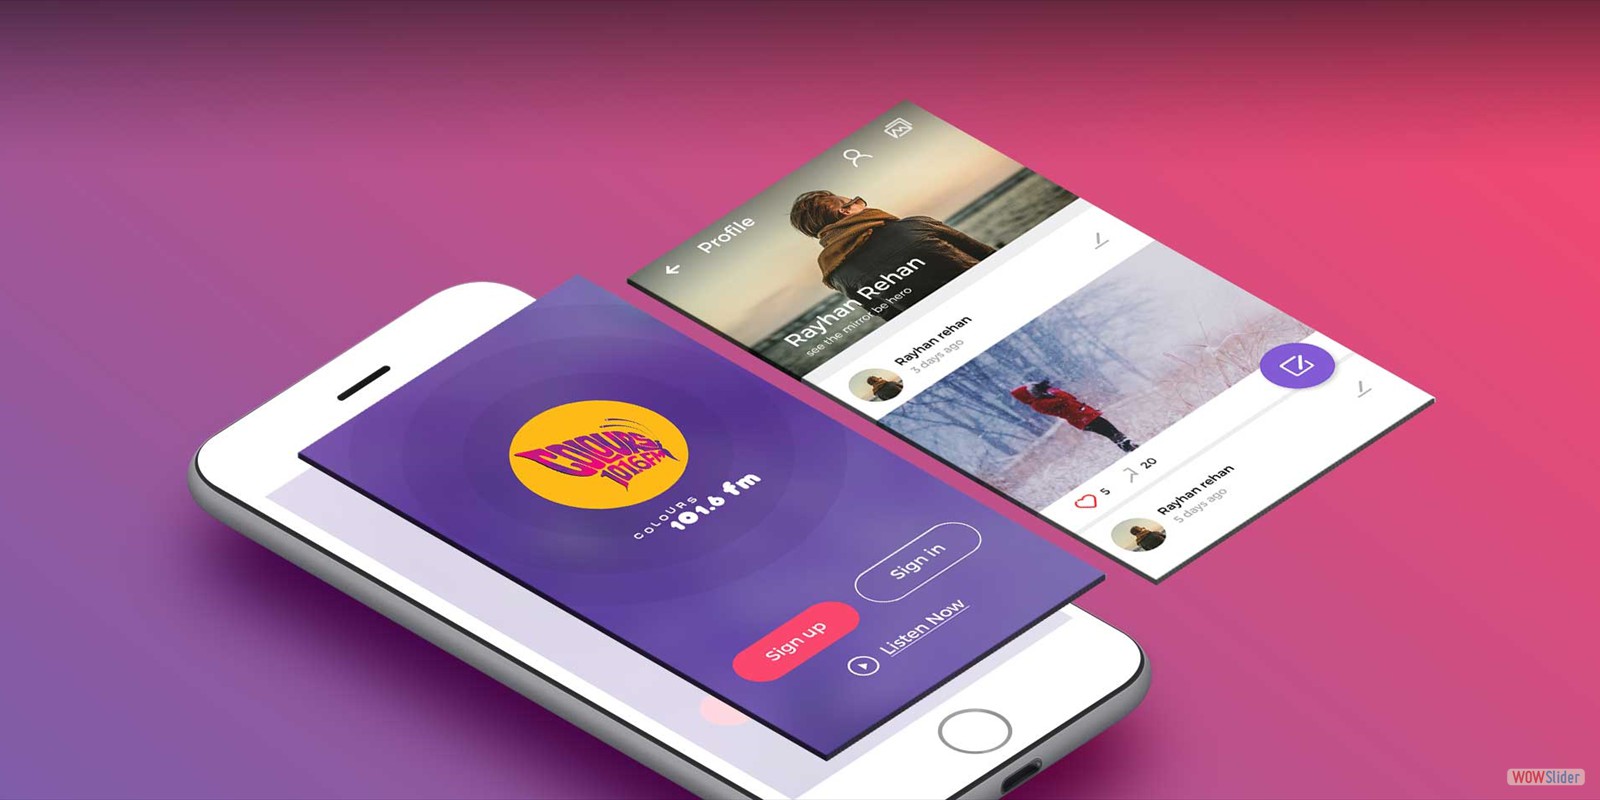 Profile
Rayhan Rehan
see the mirror be hero
Rayhan rehan
3 days ago
5
20
Rayhan rehan
5 days ago
COLOURS
101.6FM
COLOURS
101.6 fm
Sign in
Sign up
Listen Now
WOWSlider